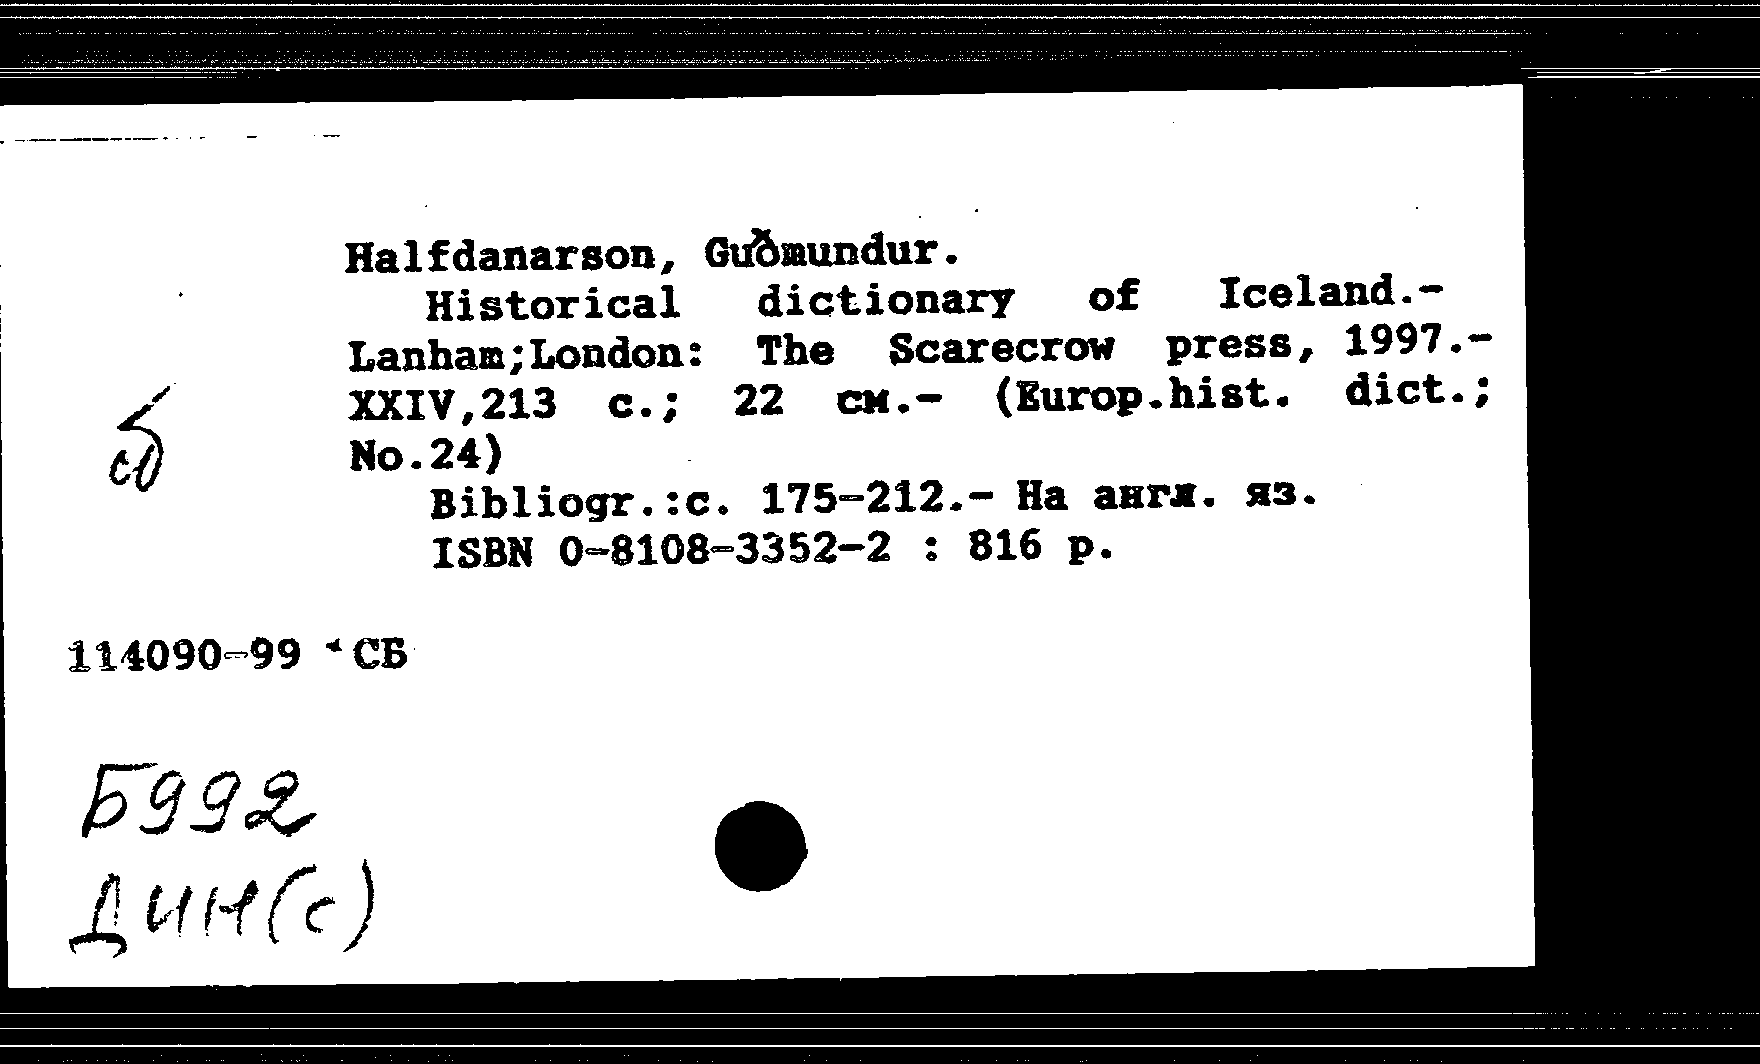 Halfdanarson, Guðmundur.
Historical dictionary of Iceland.-
Lanham;London: The Scarecrow press, 1997.-
XXIV,213 с.; 22 см.- (Europ.hist. dict.;
No.24)
сб
Bibliogr.:с. 175-212.- На англ. яз.
ISBN 0-8108-3352-2 : 816 р.
114090-99 СБ
Б992
ДИН(с)